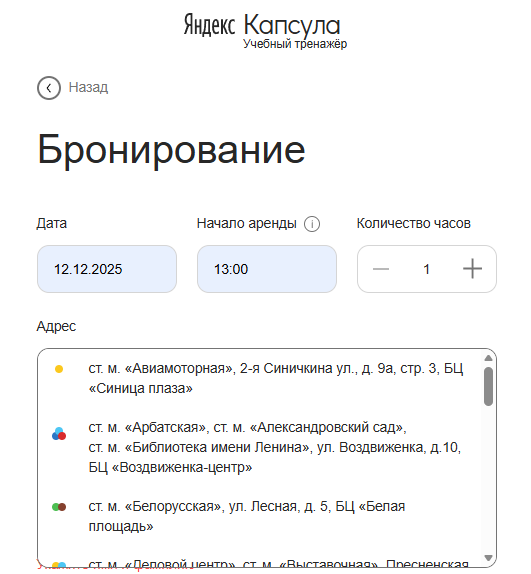 Яндекс Капсула
Учебный тренажёр
Назад
Бронирование
Дата
Начало аренды
Количество часов
12.12.2025
13:00
1
Адрес
ст. м. «Авиамоторная», 2-я Синичкина ул., д. 9а, стр. 3, БЦ
«Синица плаза»
ст. м. «Арбатская», ст. м. «Александровский сад»,
ст. м. «Библиотека имени Ленина», ул. Воздвиженка, д.10,
БЦ «Воздвиженка-центр»
ст. м. «Белорусская», ул. Лесная, д. 5, БЦ «Белая
площадь»
ст. м. «Деловой центр», ст. м. «Выставочная», Пресненская